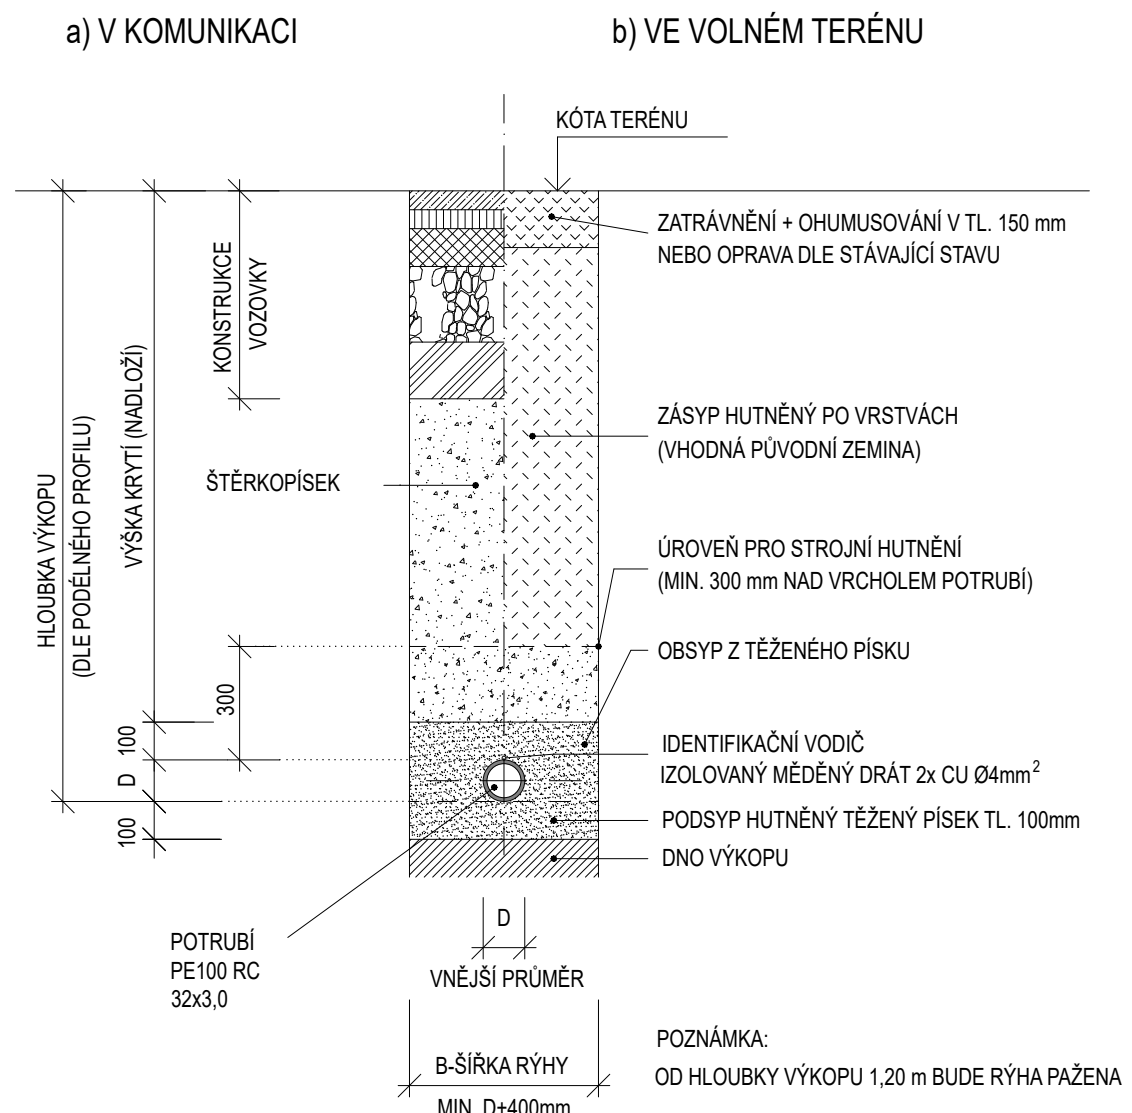 a) V KOMUNIKACI
b) VE VOLNÉM TERÉNU
KÓTA TERÉNU
ZATRÁVNĚNÍ + OHUMUSOVÁNÍ V TL. 150 mm
NEBO OPRAVA DLE STÁVAJÍCÍ STAVU
KONSTRUKCE
VOZOVKY
VÝŠKA KRYTÍ (NADLOŽÍ)
HLOUBKA VÝKOPU
(DLE PODÉLNÉHO PROFILU)
ZÁSYP HUTNĚNÝ PO VRSTVÁCH
(VHODNÁ PŮVODNÍ ZEMINA)
ŠTĚRKOPÍSEK
ÚROVEŇ PRO STROJNÍ HUTNĚNÍ
(MIN. 300 mm NAD VRCHOLEM POTRUBÍ)
OBSYP Z TĚŽENÉHO PÍSKU
300
100
D
100
IDENTIFIKAČNÍ VODIČ
IZOLOVANÝ MĚDĚNÝ DRÁT 2x CU Ø4mm²
PODSYP HUTNĚNÝ TĚŽENÝ PÍSEK TL. 100mm
DNO VÝKOPU
POTRUBÍ
PE100 RC
32x3,0
D
VNĚJŠÍ PRŮMĚR
B-ŠÍŘKA RÝHY
MIN. D+400mm
POZNÁMKA:
OD HLOUBKY VÝKOPU 1,20 m BUDE RÝHA PAŽENA